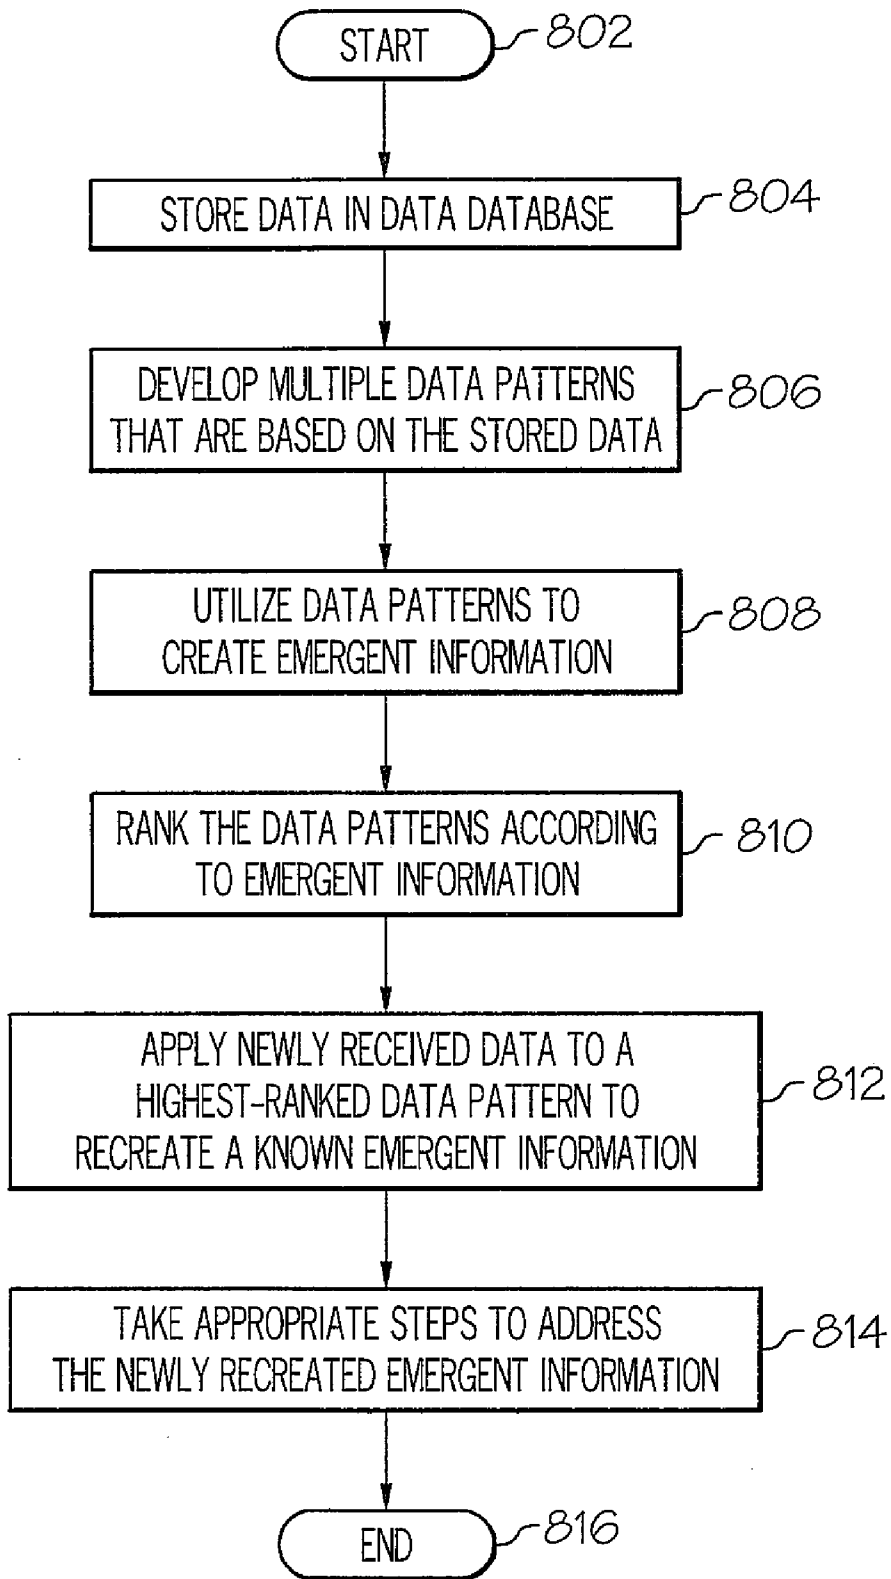 START
802
STORE DATA IN DATA DATABASE
804
DEVELOP MULTIPLE DATA PATTERNS
THAT ARE BASED ON THE STORED DATA
806
UTILIZE DATA PATTERNS TO
CREATE EMERGENT INFORMATION
808
RANK THE DATA PATTERNS ACCORDING
TO EMERGENT INFORMATION
810
APPLY NEWLY RECEIVED DATA TO A
HIGHEST-RANKED DATA PATTERN TO
RECREATE A KNOWN EMERGENT INFORMATION
812
TAKE APPROPRIATE STEPS TO ADDRESS
THE NEWLY RECREATED EMERGENT INFORMATION
814
END
816